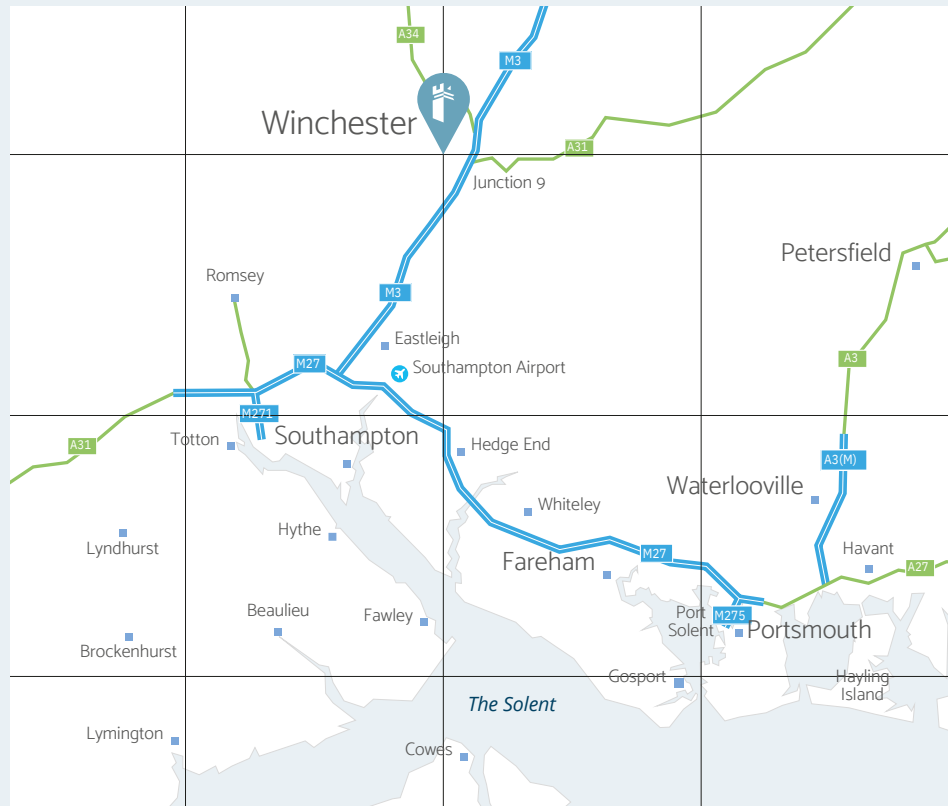 A34
M3
Winchester
A31
Junction 9
Petersfield
Romsey
M3
Eastleigh
A3
M27
Southampton Airport
M271
Totton
Southampton
A31
Hedge End
A3(M)
Waterlooville
Whiteley
Hythe
Lyndhurst
Havant
M27
Fareham
A27
Beaulieu
Fawley
Port
Solent
M275
Portsmouth
Brockenhurst
Gosport
Hayling
Island
The Solent
Lymington
Cowes